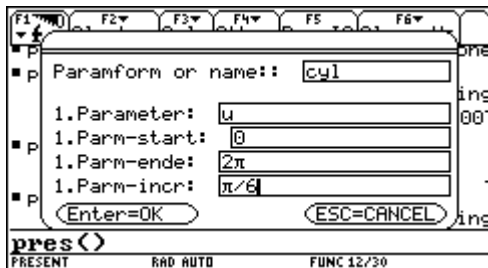 F1 F2 F3 F4 F5 F6
Paramform or name:: cyl
1.Parameter: u
1.Parm-start: 0
1.Parm-ende: 2π
1.Parm-incr: π/6
Enter=OK ESC=CANCEL
pres()
PRESENT RAD AUTO FUNC 12/30